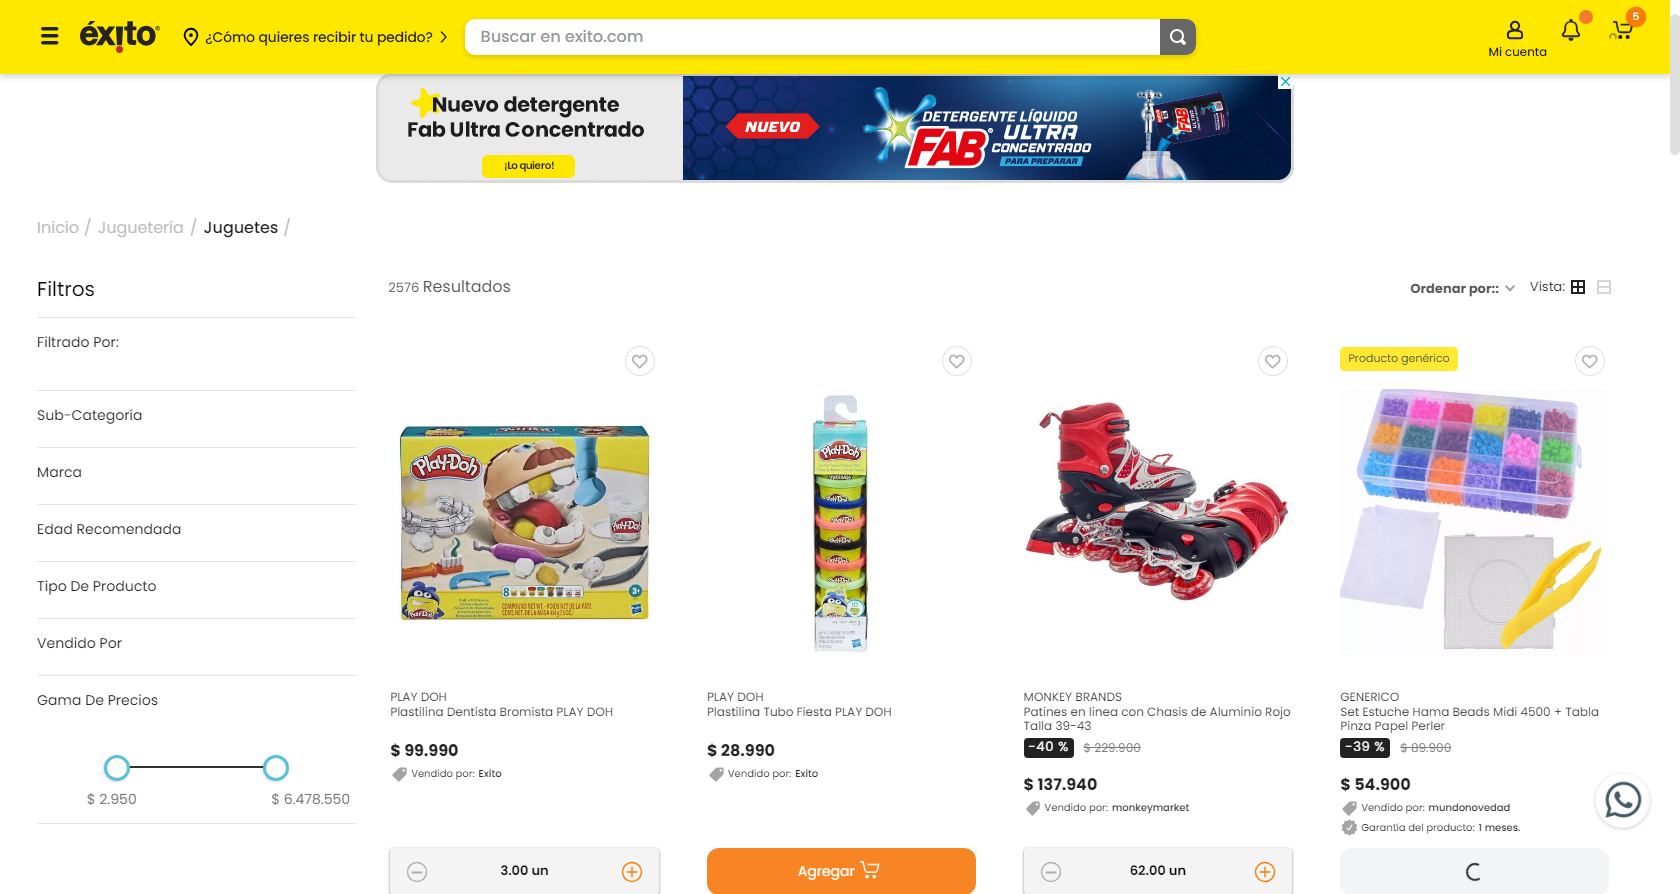 éxito
¿Cómo quieres recibir tu pedido?
Buscar en exito.com
Mi cuenta
5
Nuevo detergente
Fab Ultra Concentrado
¡Lo quiero!
NUEVO
DETERGENTE LÍQUIDO
FAB ULTRA
CONCENTRADO
PARA PREPARAR
Inicio / Juguetería / Juguetes /
Filtros
2576 Resultados
Ordenar por::
Vista:
Filtrado Por:
Sub-Categoría
Marca
Edad Recomendada
Tipo De Producto
Vendido Por
Gama De Precios
$ 2.950
$ 6.478.550
Play-Doh
PLAY DOH
Plastilina Dentista Bromista PLAY DOH
$ 99.990
Vendido por: Exito
3.00 un
Play-Doh
PLAY DOH
Plastilina Tubo Fiesta PLAY DOH
$ 28.990
Vendido por: Exito
Agregar
MONKEY BRANDS
Patines en linea con Chasis de Aluminio Rojo
Talla 39-43
-40 % $ 229.900
$ 137.940
Vendido por: monkeymarket
62.00 un
Producto genérico
GENERICO
Set Estuche Hama Beads Midi 4500 + Tabla
Pinza Papel Perler
-39 % $ 89.900
$ 54.900
Vendido por: mundonovedad
Garantía del producto: 1 meses.